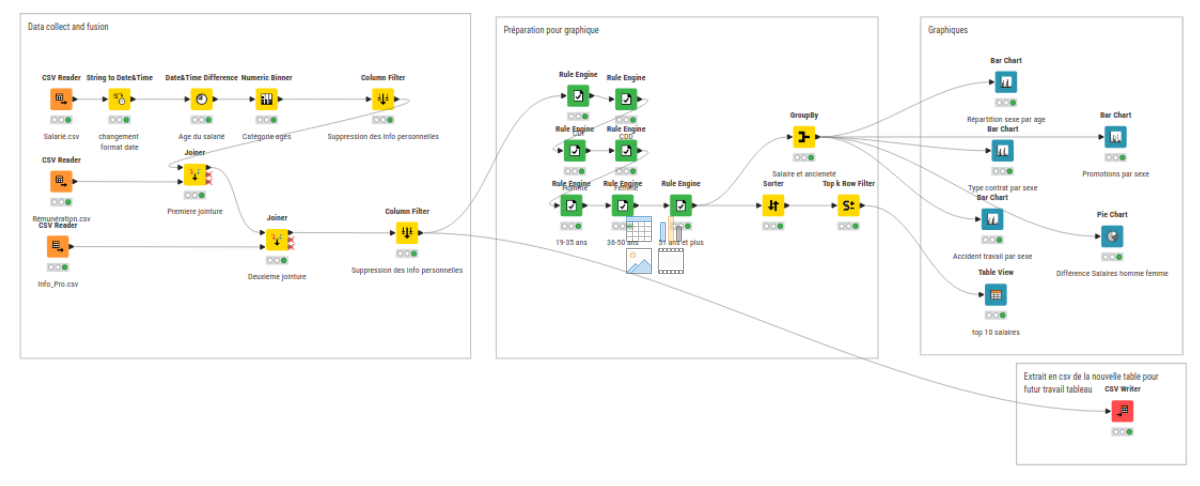 Data collect and fusion
CSV Reader
String to Date&Time
Date&Time Difference
Numeric Binner
Column Filter
Salarié.csv
changement
format date
Age du salarié
Catégorie ages
Suppression des info personnelles
CSV Reader
Joiner
Rémunération.csv
Premiere jointure
CSV Reader
Joiner
Column Filter
Info_Pro.csv
Deuxieme jointure
Suppression des info personnelles
Préparation pour graphique
Rule Engine
Rule Engine
CDI
CDD
Rule Engine
Rule Engine
Homme
Femme
Rule Engine
Rule Engine
Rule Engine
19-35 ans
36-50 ans
51 ans et plus
GroupBy
Salaire et ancieneté
Sorter
Top k Row Filter
Graphiques
Bar Chart
Répartition sexe par age
Bar Chart
Type contrat par sexe
Bar Chart
Promotions par sexe
Bar Chart
Accident travail par sexe
Pie Chart
Différence Salaires homme femme
Table View
top 10 salaires
Extrait en csv de la nouvelle table pour
futur travail tableau
CSV Writer